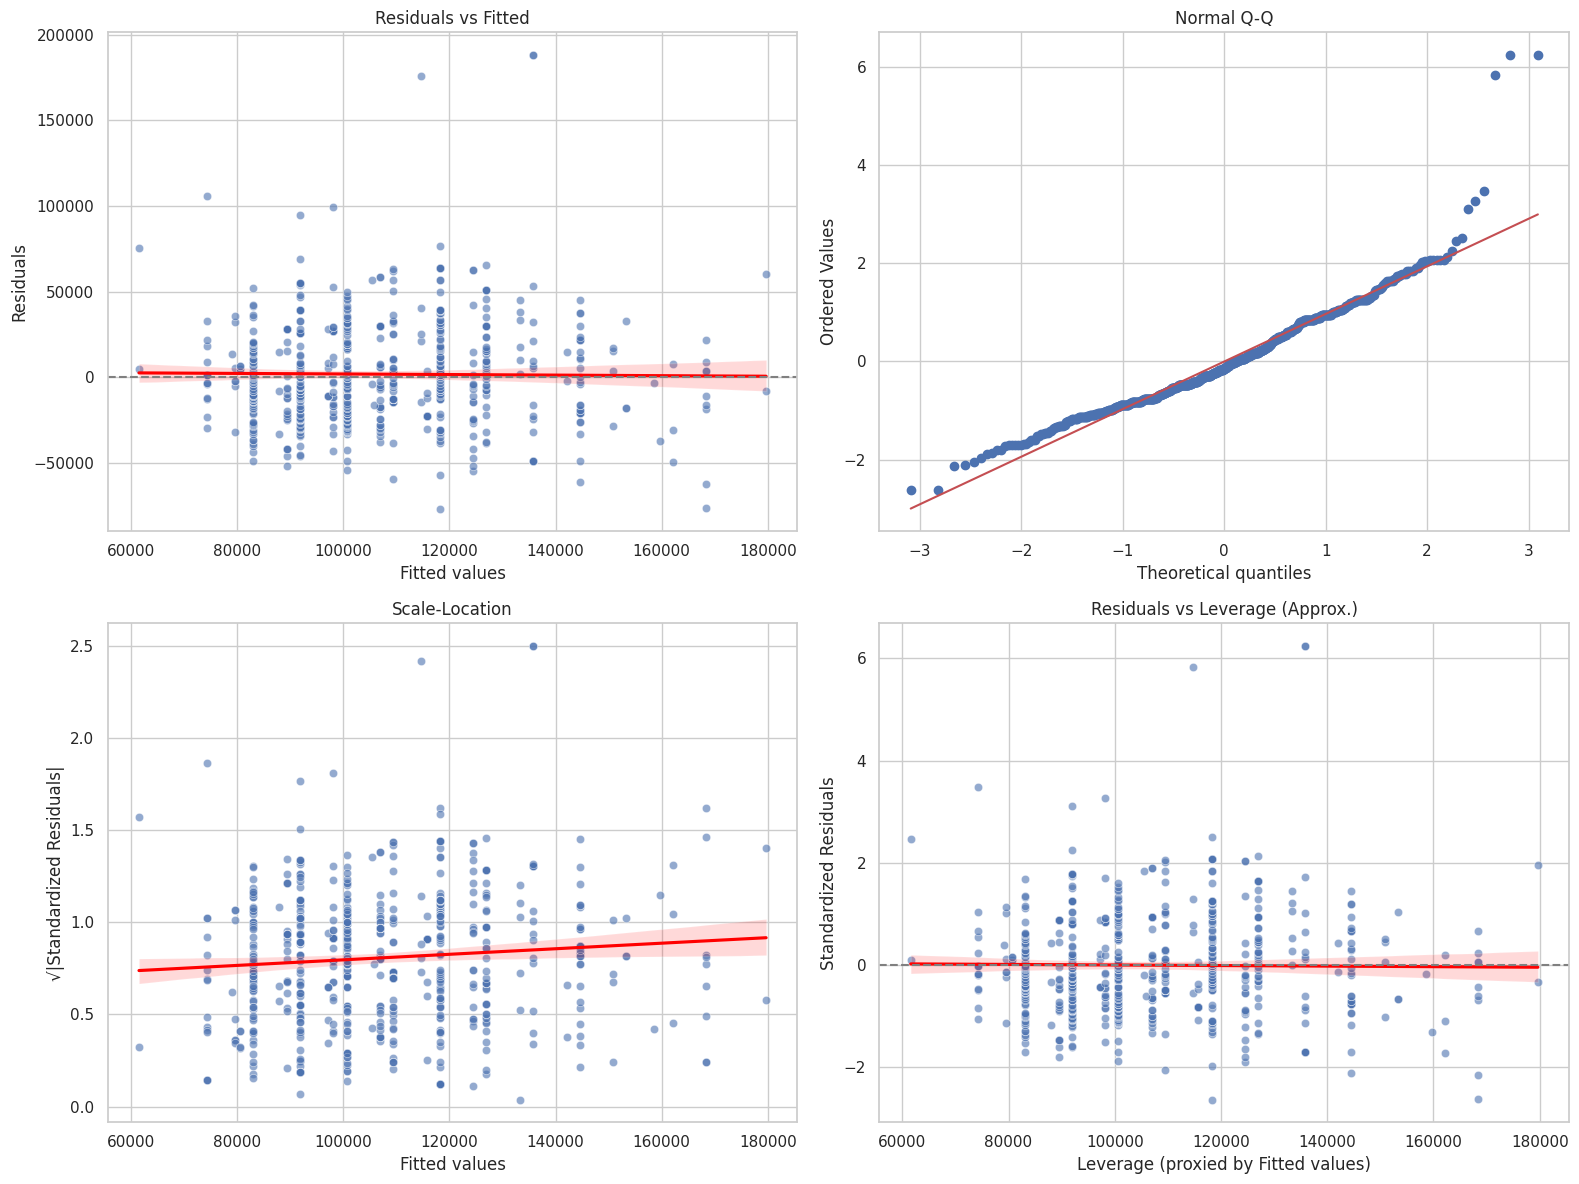 Residuals vs Fitted
200000
150000
100000
50000
0
−50000
Residuals
60000 80000 100000 120000 140000 160000 180000
Fitted values
Normal Q-Q
6
4
2
0
−2
Ordered Values
−3 −2 −1 0 1 2 3
Theoretical quantiles
Scale-Location
2.5
2.0
1.5
1.0
0.5
0.0
√|Standardized Residuals|
60000 80000 100000 120000 140000 160000 180000
Fitted values
Residuals vs Leverage (Approx.)
6
4
2
0
−2
Standardized Residuals
60000 80000 100000 120000 140000 160000 180000
Leverage (proxied by Fitted values)